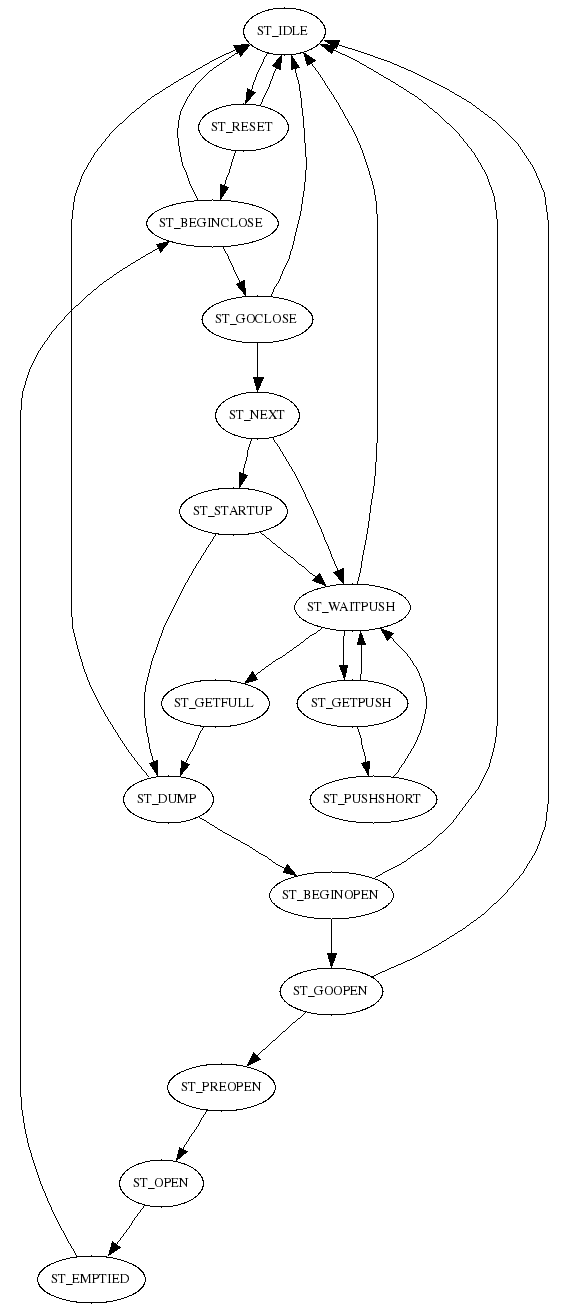 ST_IDLE
ST_RESET
ST_BEGINCLOSE
ST_GOCLOSE
ST_NEXT
ST_STARTUP
ST_WAITPUSH
ST_GETFULL
ST_GETPUSH
ST_DUMP
ST_PUSHSHORT
ST_BEGINOPEN
ST_GOOPEN
ST_PREOPEN
ST_OPEN
ST_EMPTIED